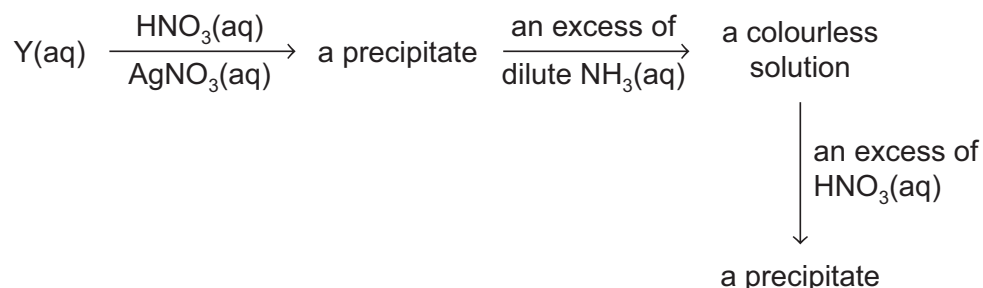 Y(aq)
HNO₃(aq)
AgNO₃(aq)
a precipitate
an excess of
dilute NH₃(aq)
a colourless
solution
an excess of
HNO₃(aq)
a precipitate